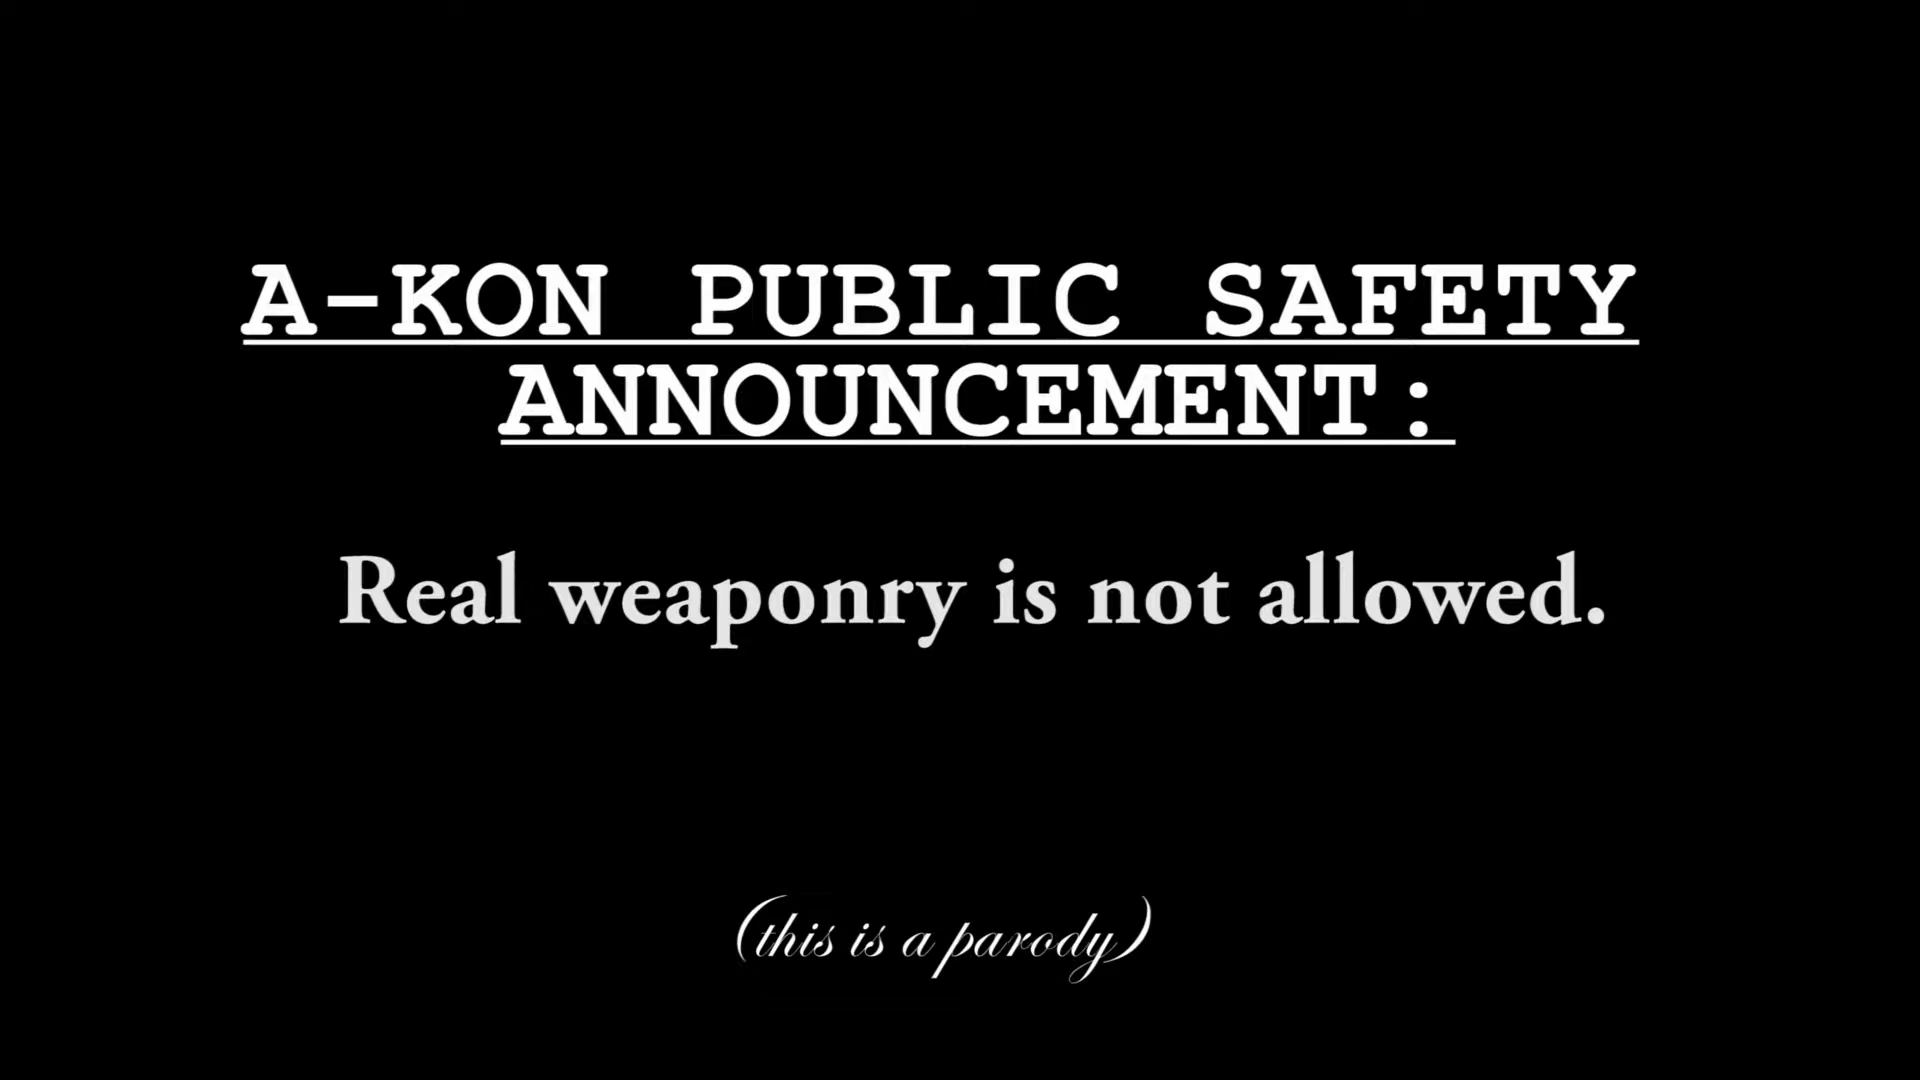 A-KON PUBLIC SAFETY
ANNOUNCEMENT:
Real weaponry is not allowed.
(this is a parody)